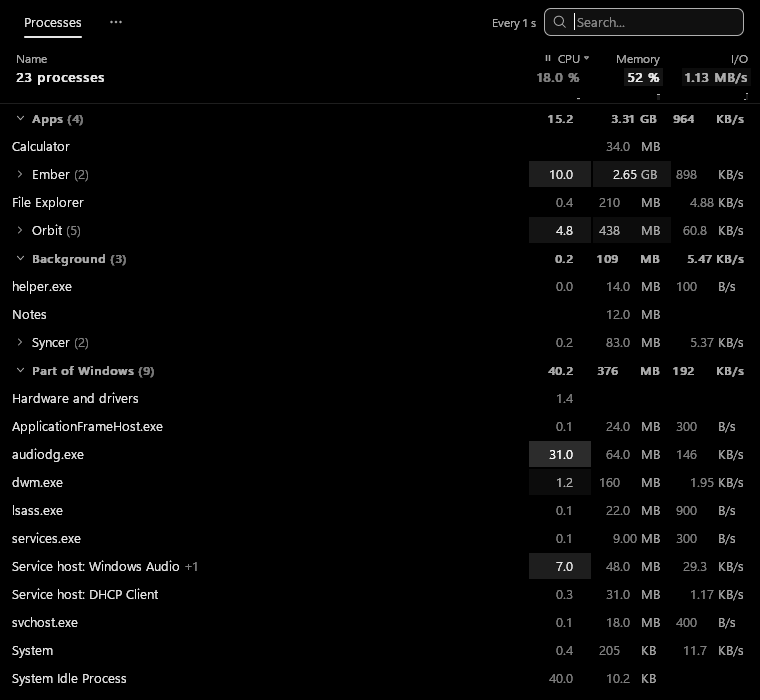 Processes ··· Every 1 s Search...
Name CPU Memory I/O
23 processes 18.0 % 52 % 1.13 MB/s
Apps (4) 15.2 3.31 GB 964 KB/s
Calculator 34.0 MB
Ember (2) 10.0 2.65 GB 898 KB/s
File Explorer 0.4 210 MB 4.88 KB/s
Orbit (5) 4.8 438 MB 60.8 KB/s
Background (3) 0.2 109 MB 5.47 KB/s
helper.exe 0.0 14.0 MB 100 B/s
Notes 12.0 MB
Syncer (2) 0.2 83.0 MB 5.37 KB/s
Part of Windows (9) 40.2 376 MB 192 KB/s
Hardware and drivers 1.4
ApplicationFrameHost.exe 0.1 24.0 MB 300 B/s
audiodg.exe 31.0 64.0 MB 146 KB/s
dwm.exe 1.2 160 MB 1.95 KB/s
lsass.exe 0.1 22.0 MB 900 B/s
services.exe 0.1 9.00 MB 300 B/s
Service host: Windows Audio +1 7.0 48.0 MB 29.3 KB/s
Service host: DHCP Client 0.3 31.0 MB 1.17 KB/s
svchost.exe 0.1 18.0 MB 400 B/s
System 0.4 205 KB 11.7 KB/s
System Idle Process 40.0 10.2 KB